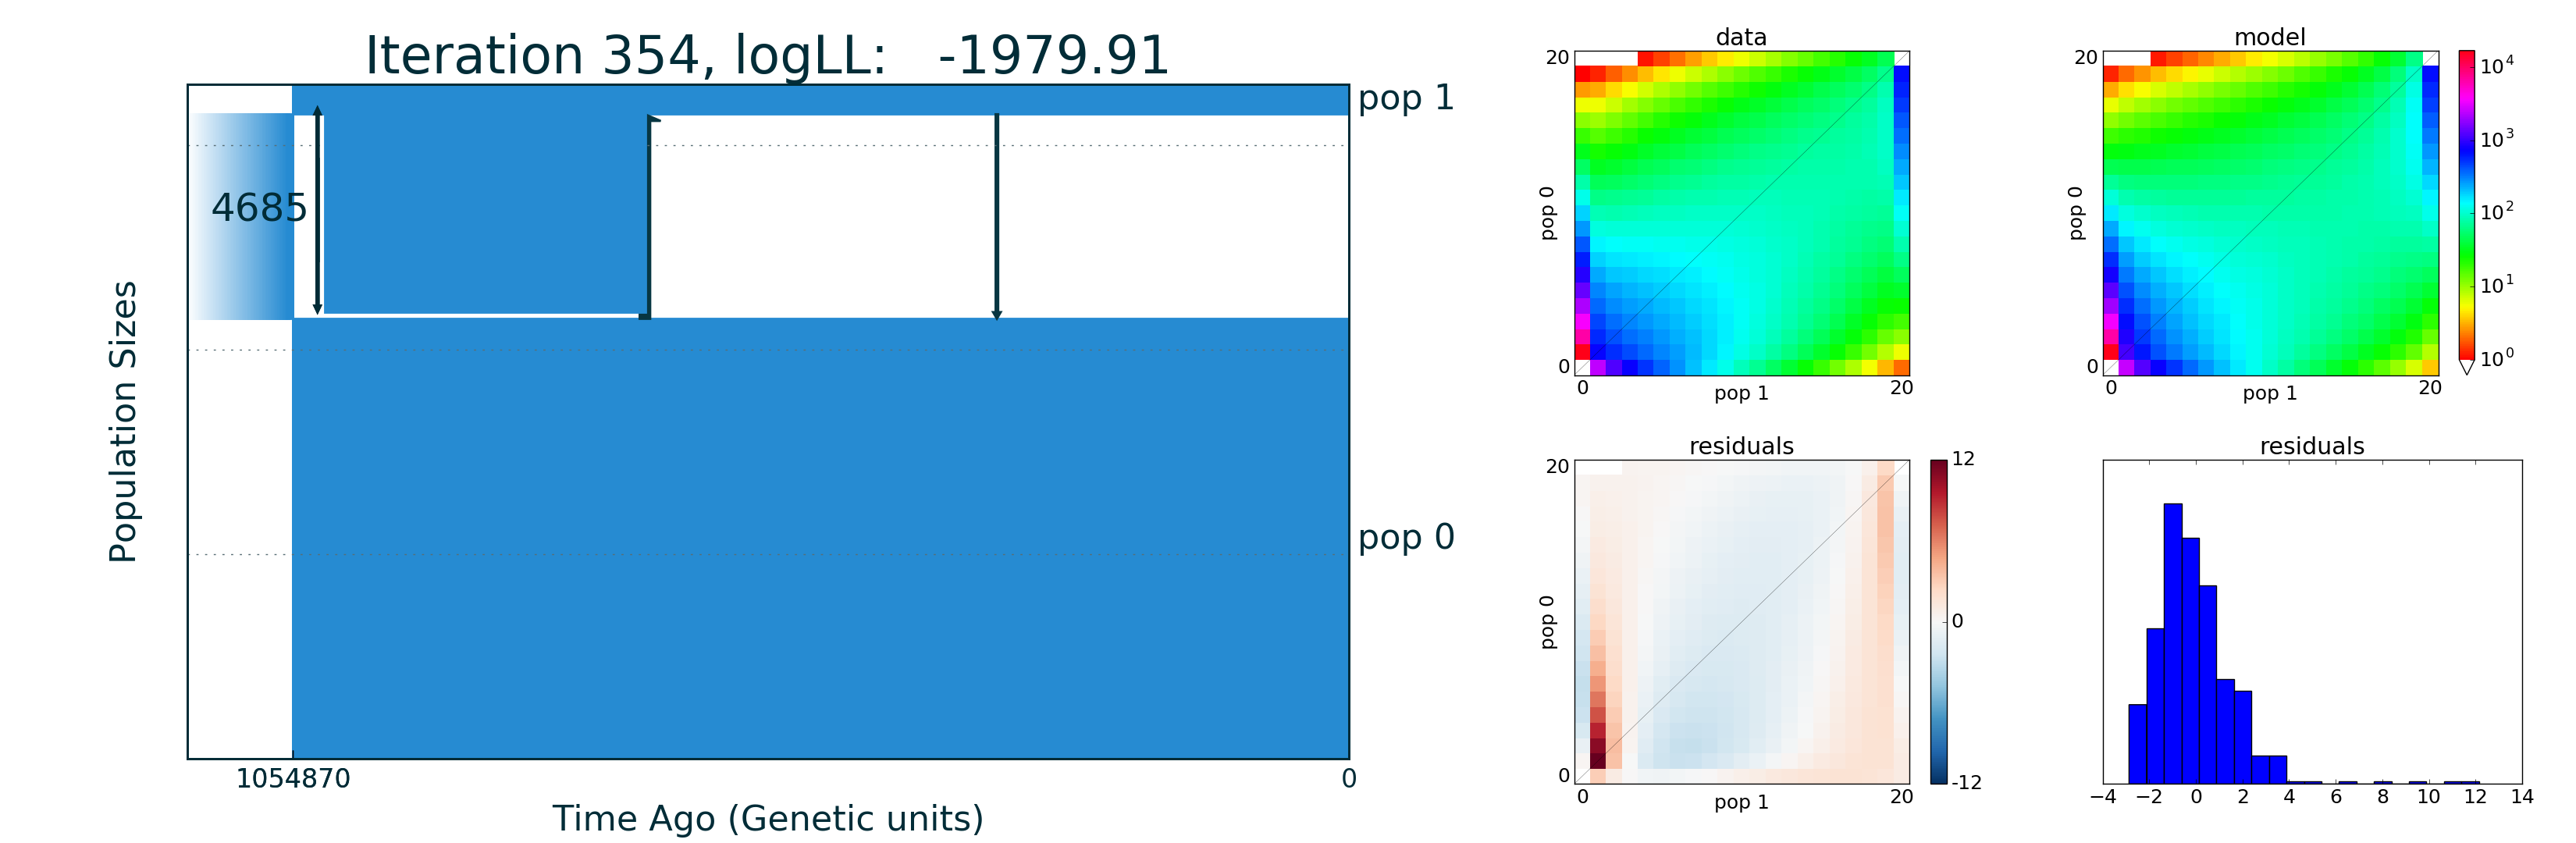 Iteration 354, logLL: -1979.91
pop 1
4685
Population Sizes
pop 0
1054870
0
Time Ago (Genetic units)
data
20
pop 0
0
0
20
pop 1
model
20
pop 0
0
0
20
pop 1
10^4
10^3
10^2
10^1
10^0
residuals
20
pop 0
0
0
20
pop 1
12
0
-12
residuals
−4
−2
0
2
4
6
8
10
12
14